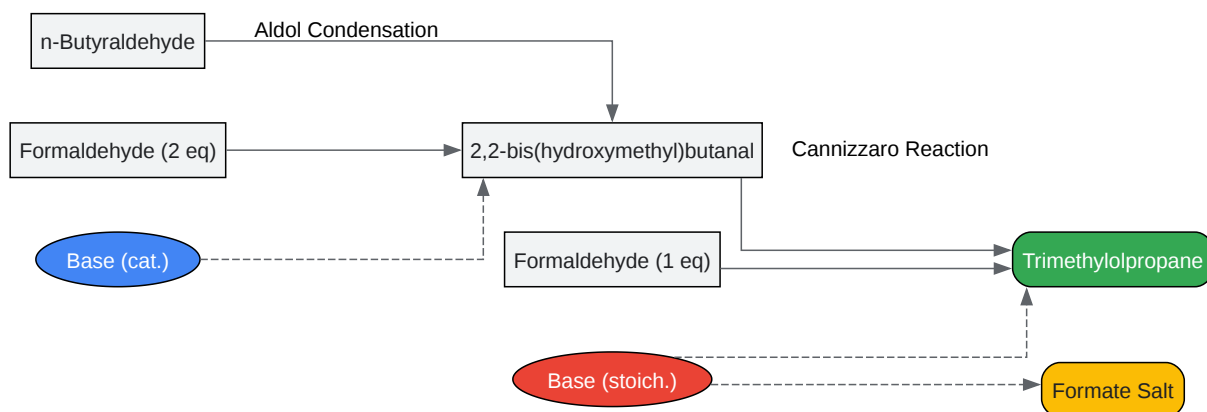 n-Butyraldehyde
Aldol Condensation
Formaldehyde (2 eq)
2,2-bis(hydroxymethyl)butanal
Cannizzaro Reaction
Base (cat.)
Formaldehyde (1 eq)
Trimethylolpropane
Base (stoich.)
Formate Salt